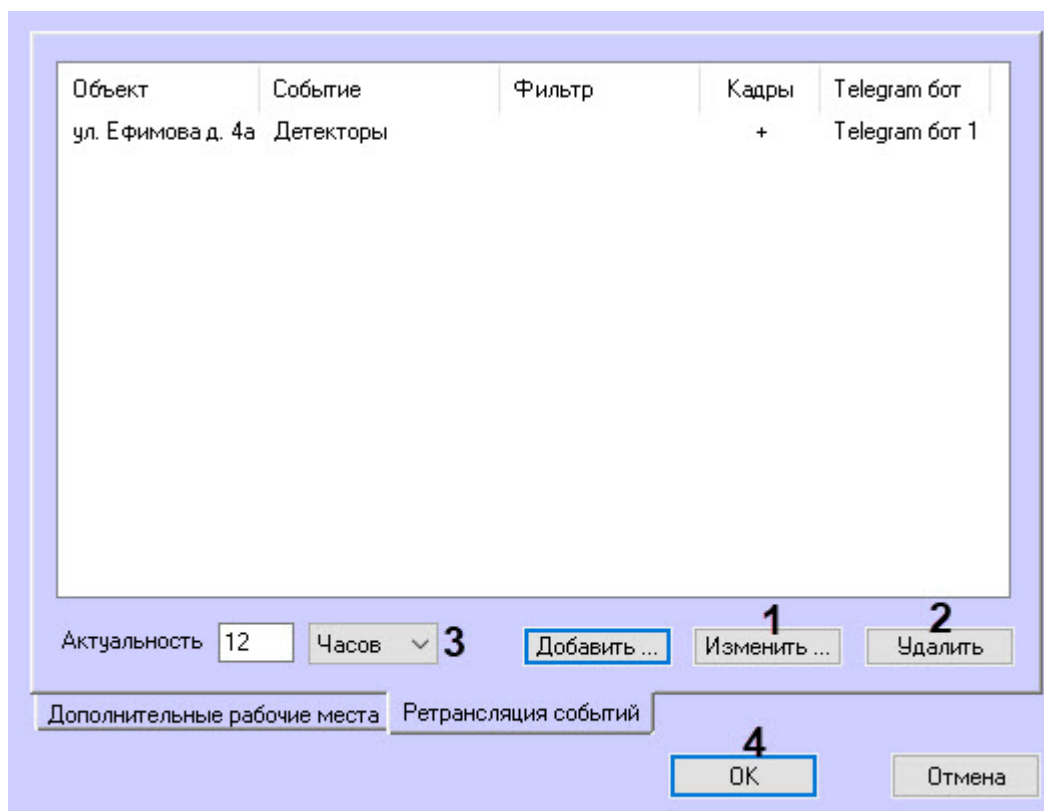 Объект Событие Фильтр Кадры Telegram бот
ул. Ефимова д. 4а Детекторы + Telegram бот 1
1 2
Актуальность 12 Часов 3 Добавить ... Изменить ... Удалить
Дополнительные рабочие места Ретрансляция событий
4
OK Отмена